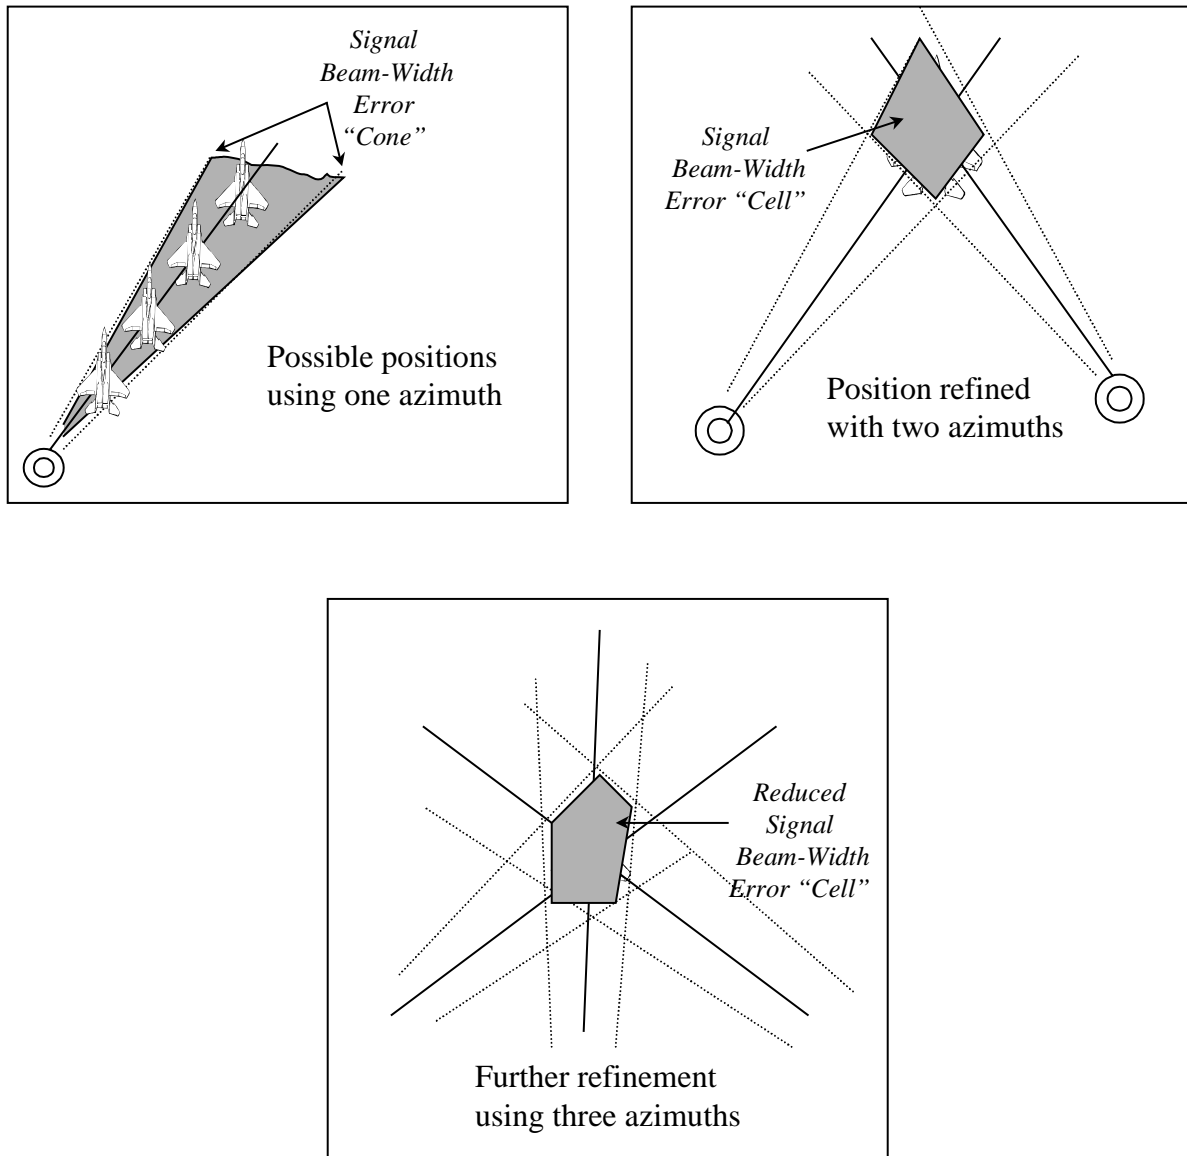 Signal
Beam-Width
Error
“Cone”
Possible positions
using one azimuth
Signal
Beam-Width
Error “Cell”
Position refined
with two azimuths
Reduced
Signal
Beam-Width
Error “Cell”
Further refinement
using three azimuths